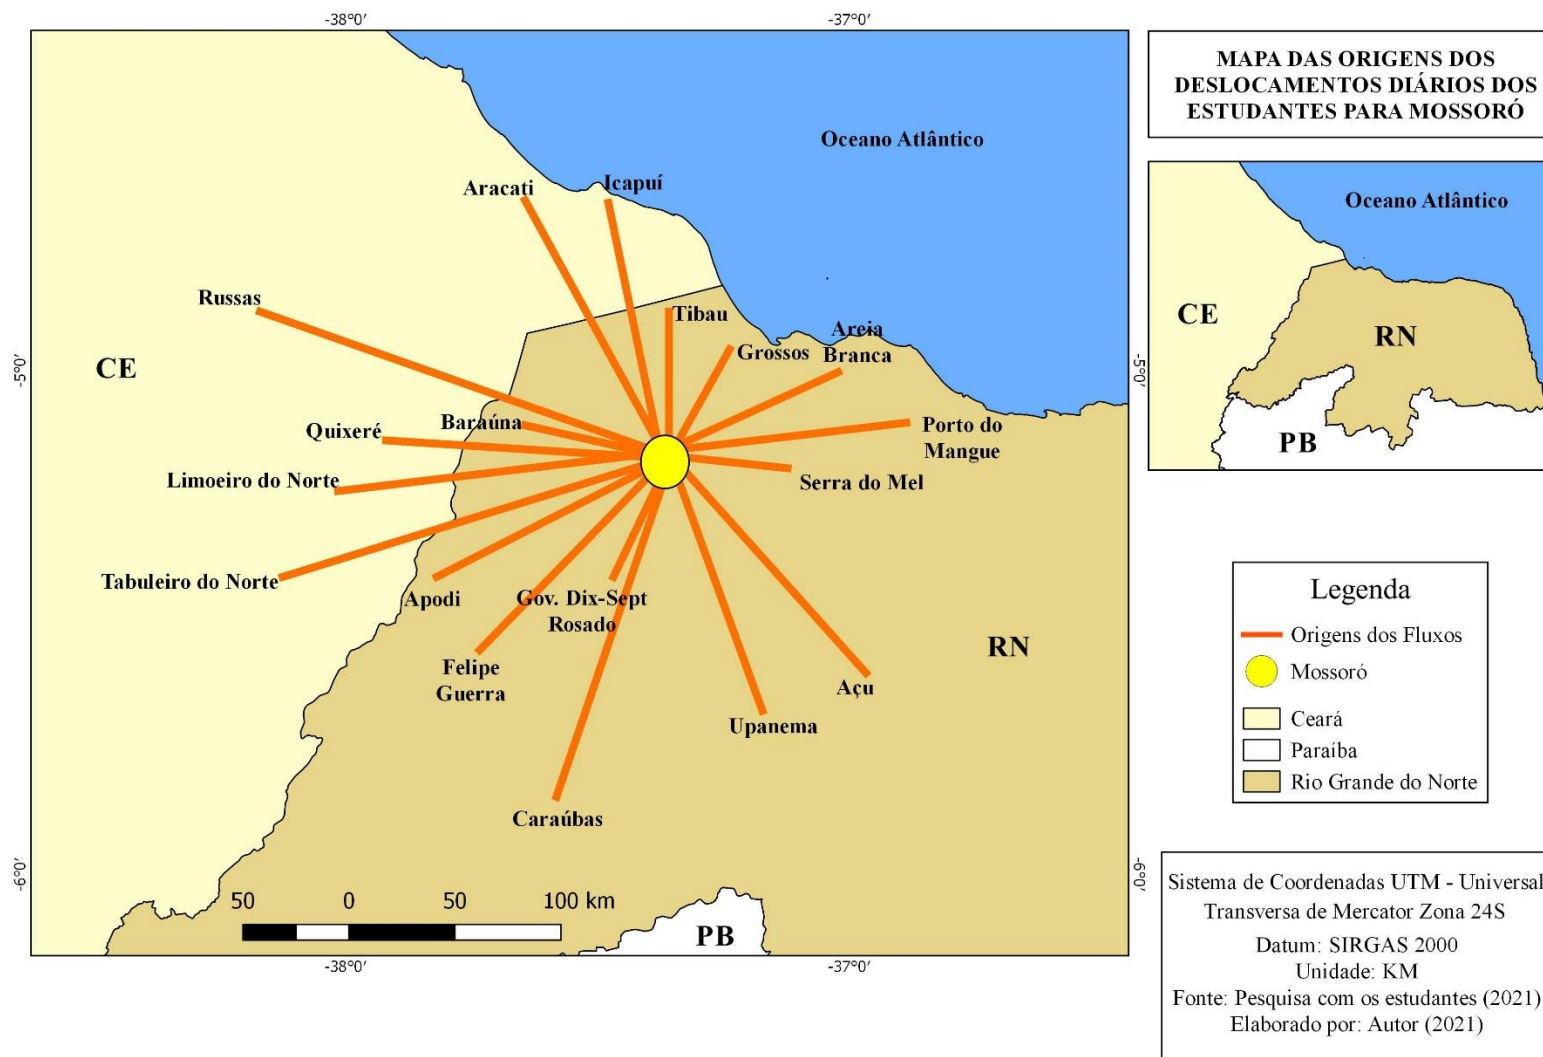 -38°0'
-37°0'
MAPA DAS ORIGENS DOS
DESLOCAMENTOS DIÁRIOS DOS
ESTUDANTES PARA MOSSORÓ
Oceano Atlântico
Icapuí
Aracati
Oceano Atlântico
Russas
Tibau
Areia
Branca
Grossos
CE
RN
PB
CE
-5°0'
-5°0'
Baraúna
Quixeré
Porto do
Mangue
Limoeiro do Norte
Serra do Mel
Tabuleiro do Norte
Apodi
Gov. Dix-Sept
Rosado
RN
Felipe
Guerra
Açu
Upanema
Caraúbas
Legenda
Origens dos Fluxos
Mossoró
Ceará
Paraíba
Rio Grande do Norte
-6°0'
-6°0'
50 0 50 100 km
PB
-38°0'
-37°0'
Sistema de Coordenadas UTM - Universal
Transversa de Mercator Zona 24S
Datum: SIRGAS 2000
Unidade: KM
Fonte: Pesquisa com os estudantes (2021)
Elaborado por: Autor (2021)